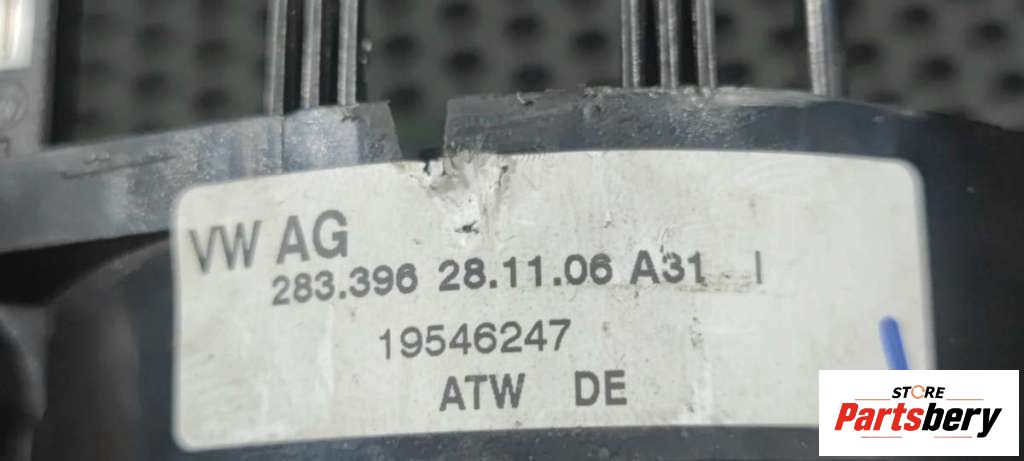 VW AG
283.396 28.11.06 A31 I
19546247
ATW DE
STORE
Partsbery